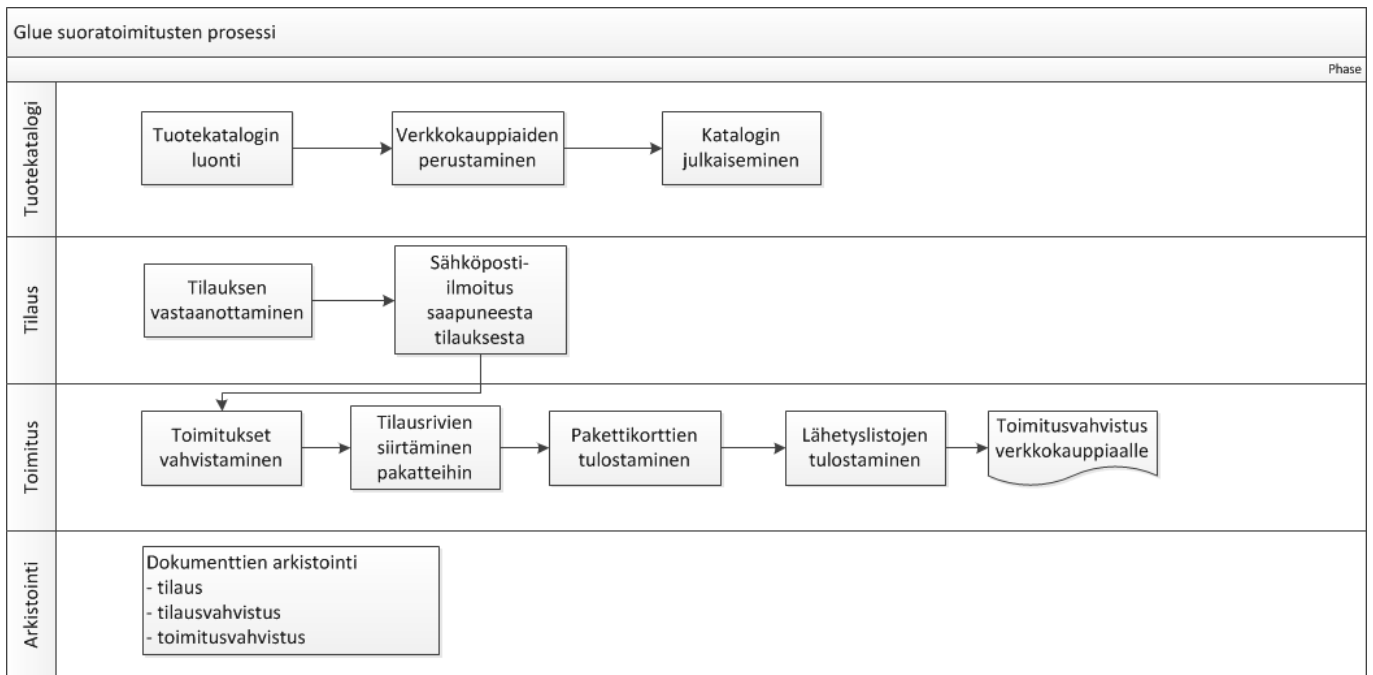 Glue suoratoimitusten prosessi
Phase
Tuotekatalogi
Tuotekatalogin
luonti
Verkkokauppiaiden
perustaminen
Katalogin
julkaiseminen
Tilaus
Tilauksen
vastaanottaminen
Sähköposti-
ilmoitus
saapuneesta
tilauksesta
Toimitus
Toimitukset
vahvistaminen
Tilausrivien
siirtäminen
pakatteihin
Pakettikorttien
tulostaminen
Lähetyslistojen
tulostaminen
Toimitusvahvistus
verkkokauppiaalle
Arkistointi
Dokumenttien arkistointi
- tilaus
- tilausvahvistus
- toimitusvahvistus